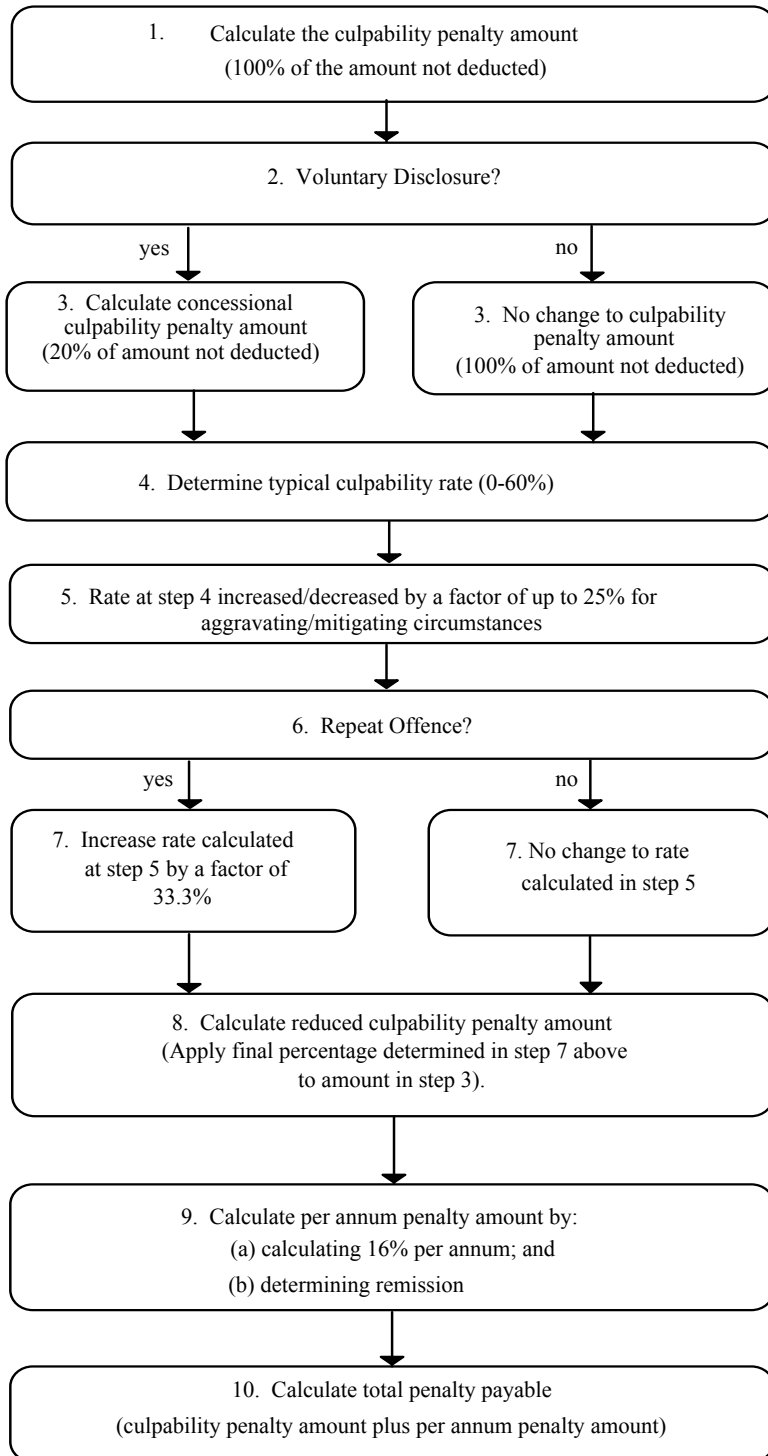 1. Calculate the culpability penalty amount
(100% of the amount not deducted)
2. Voluntary Disclosure?
yes
no
3. Calculate concessional
culpability penalty amount
(20% of amount not deducted)
3. No change to culpability
penalty amount
(100% of amount not deducted)
4. Determine typical culpability rate (0-60%)
5. Rate at step 4 increased/decreased by a factor of up to 25% for
aggravating/mitigating circumstances
6. Repeat Offence?
yes
no
7. Increase rate calculated
at step 5 by a factor of
33.3%
7. No change to rate
calculated in step 5
8. Calculate reduced culpability penalty amount
(Apply final percentage determined in step 7 above
to amount in step 3).
9. Calculate per annum penalty amount by:
(a) calculating 16% per annum; and
(b) determining remission
10. Calculate total penalty payable
(culpability penalty amount plus per annum penalty amount)